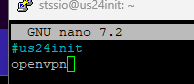 stssio@us24init: ~
GNU nano 7.2
#us24init
openvpn